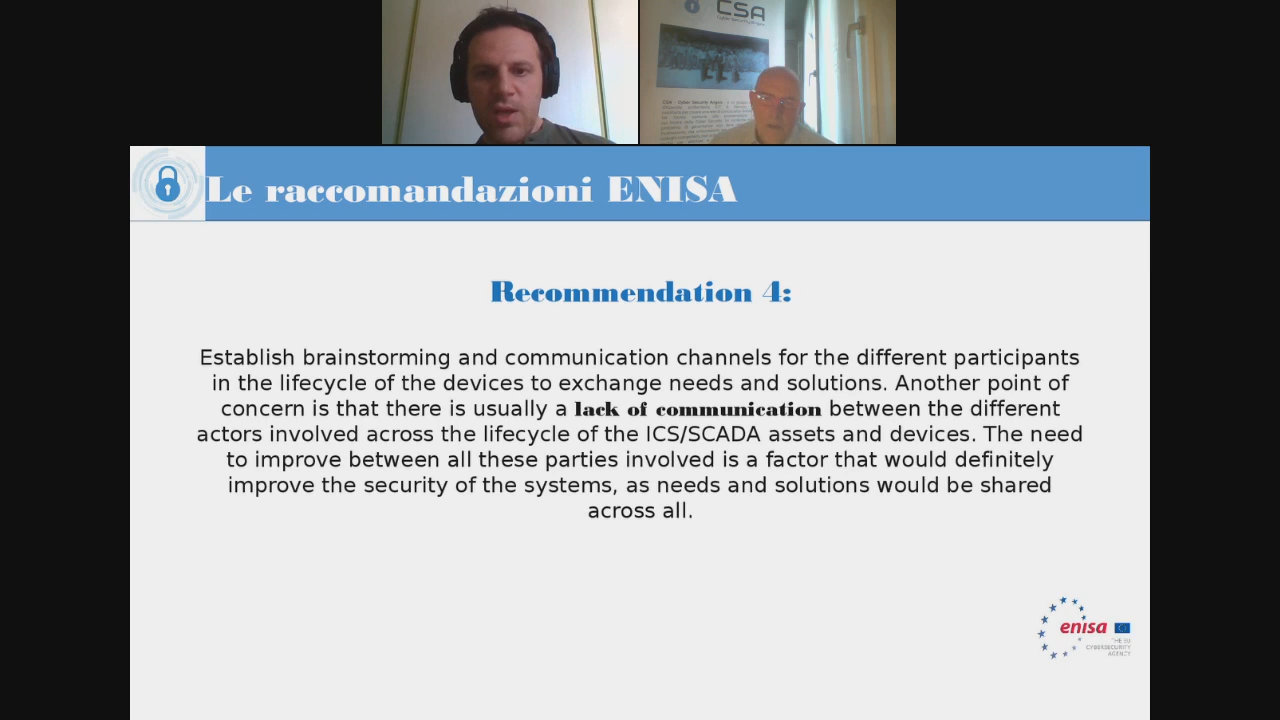 CSA
Le raccomandazioni ENISA
Recommendation 4:
Establish brainstorming and communication channels for the different participants
in the lifecycle of the devices to exchange needs and solutions. Another point of
concern is that there is usually a lack of communication between the different
actors involved across the lifecycle of the ICS/SCADA assets and devices. The need
to improve between all these parties involved is a factor that would definitely
improve the security of the systems, as needs and solutions would be shared
across all.
enisa
THE EU
CYBERSECURITY
AGENCY